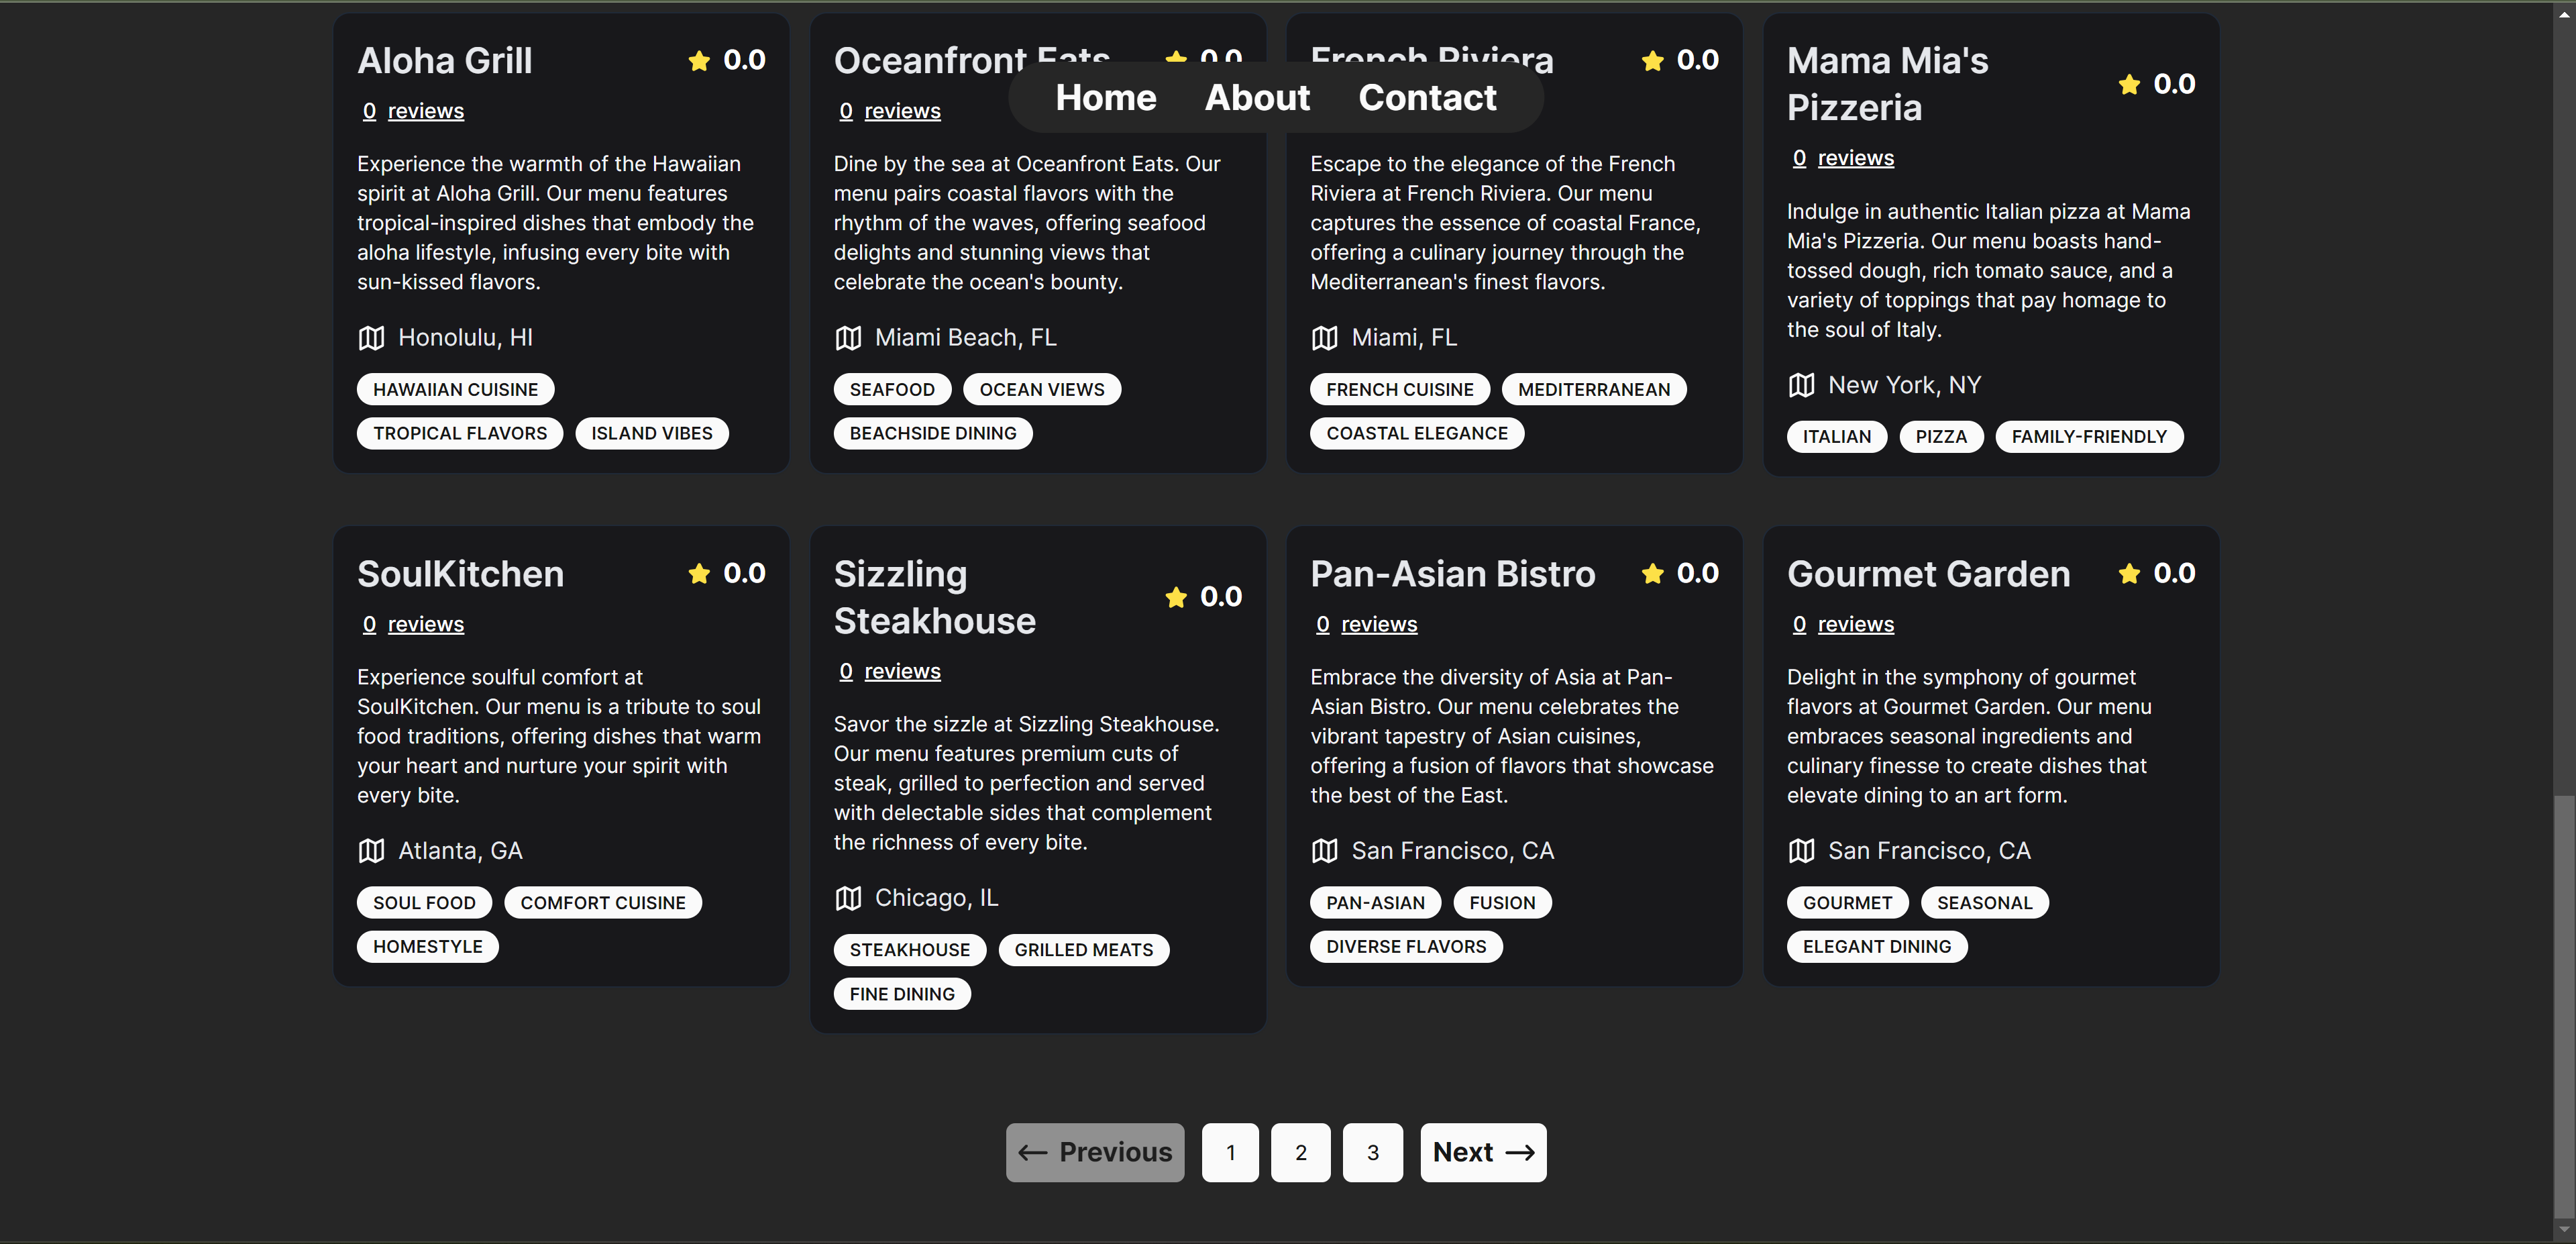 Home About Contact
Aloha Grill
0.0
0 reviews
Experience the warmth of the Hawaiian
spirit at Aloha Grill. Our menu features
tropical-inspired dishes that embody the
aloha lifestyle, infusing every bite with
sun-kissed flavors.
Honolulu, HI
HAWAIIAN CUISINE
TROPICAL FLAVORS ISLAND VIBES
Oceanfront Eats
0.0
0 reviews
Dine by the sea at Oceanfront Eats. Our
menu pairs coastal flavors with the
rhythm of the waves, offering seafood
delights and stunning views that
celebrate the ocean's bounty.
Miami Beach, FL
SEAFOOD OCEAN VIEWS
BEACHSIDE DINING
French Riviera
0.0
Escape to the elegance of the French
Riviera at French Riviera. Our menu
captures the essence of coastal France,
offering a culinary journey through the
Mediterranean's finest flavors.
Miami, FL
FRENCH CUISINE MEDITERRANEAN
COASTAL ELEGANCE
Mama Mia's
Pizzeria
0.0
0 reviews
Indulge in authentic Italian pizza at Mama
Mia's Pizzeria. Our menu boasts hand-
tossed dough, rich tomato sauce, and a
variety of toppings that pay homage to
the soul of Italy.
New York, NY
ITALIAN PIZZA FAMILY-FRIENDLY
SoulKitchen
0.0
0 reviews
Experience soulful comfort at
SoulKitchen. Our menu is a tribute to soul
food traditions, offering dishes that warm
your heart and nurture your spirit with
every bite.
Atlanta, GA
SOUL FOOD COMFORT CUISINE
HOMESTYLE
Sizzling
Steakhouse
0.0
0 reviews
Savor the sizzle at Sizzling Steakhouse.
Our menu features premium cuts of
steak, grilled to perfection and served
with delectable sides that complement
the richness of every bite.
Chicago, IL
STEAKHOUSE GRILLED MEATS
FINE DINING
Pan-Asian Bistro
0.0
0 reviews
Embrace the diversity of Asia at Pan-
Asian Bistro. Our menu celebrates the
vibrant tapestry of Asian cuisines,
offering a fusion of flavors that showcase
the best of the East.
San Francisco, CA
PAN-ASIAN FUSION
DIVERSE FLAVORS
Gourmet Garden
0.0
0 reviews
Delight in the symphony of gourmet
flavors at Gourmet Garden. Our menu
embraces seasonal ingredients and
culinary finesse to create dishes that
elevate dining to an art form.
San Francisco, CA
GOURMET SEASONAL
ELEGANT DINING
← Previous 1 2 3 Next →